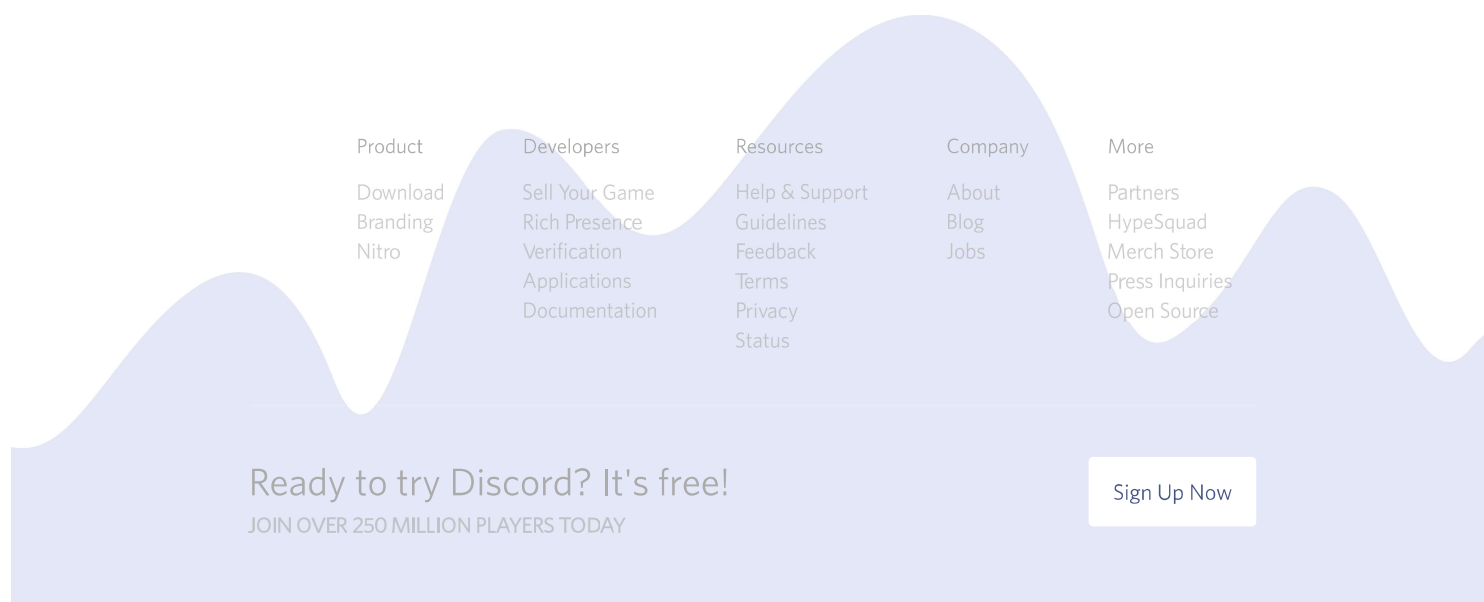 Product
Download
Branding
Nitro
Developers
Sell Your Game
Rich Presence
Verification
Applications
Documentation
Resources
Help & Support
Guidelines
Feedback
Terms
Privacy
Status
Company
About
Blog
Jobs
More
Partners
HypeSquad
Merch Store
Press Inquiries
Open Source
Ready to try Discord? It's free!
JOIN OVER 250 MILLION PLAYERS TODAY
Sign Up Now